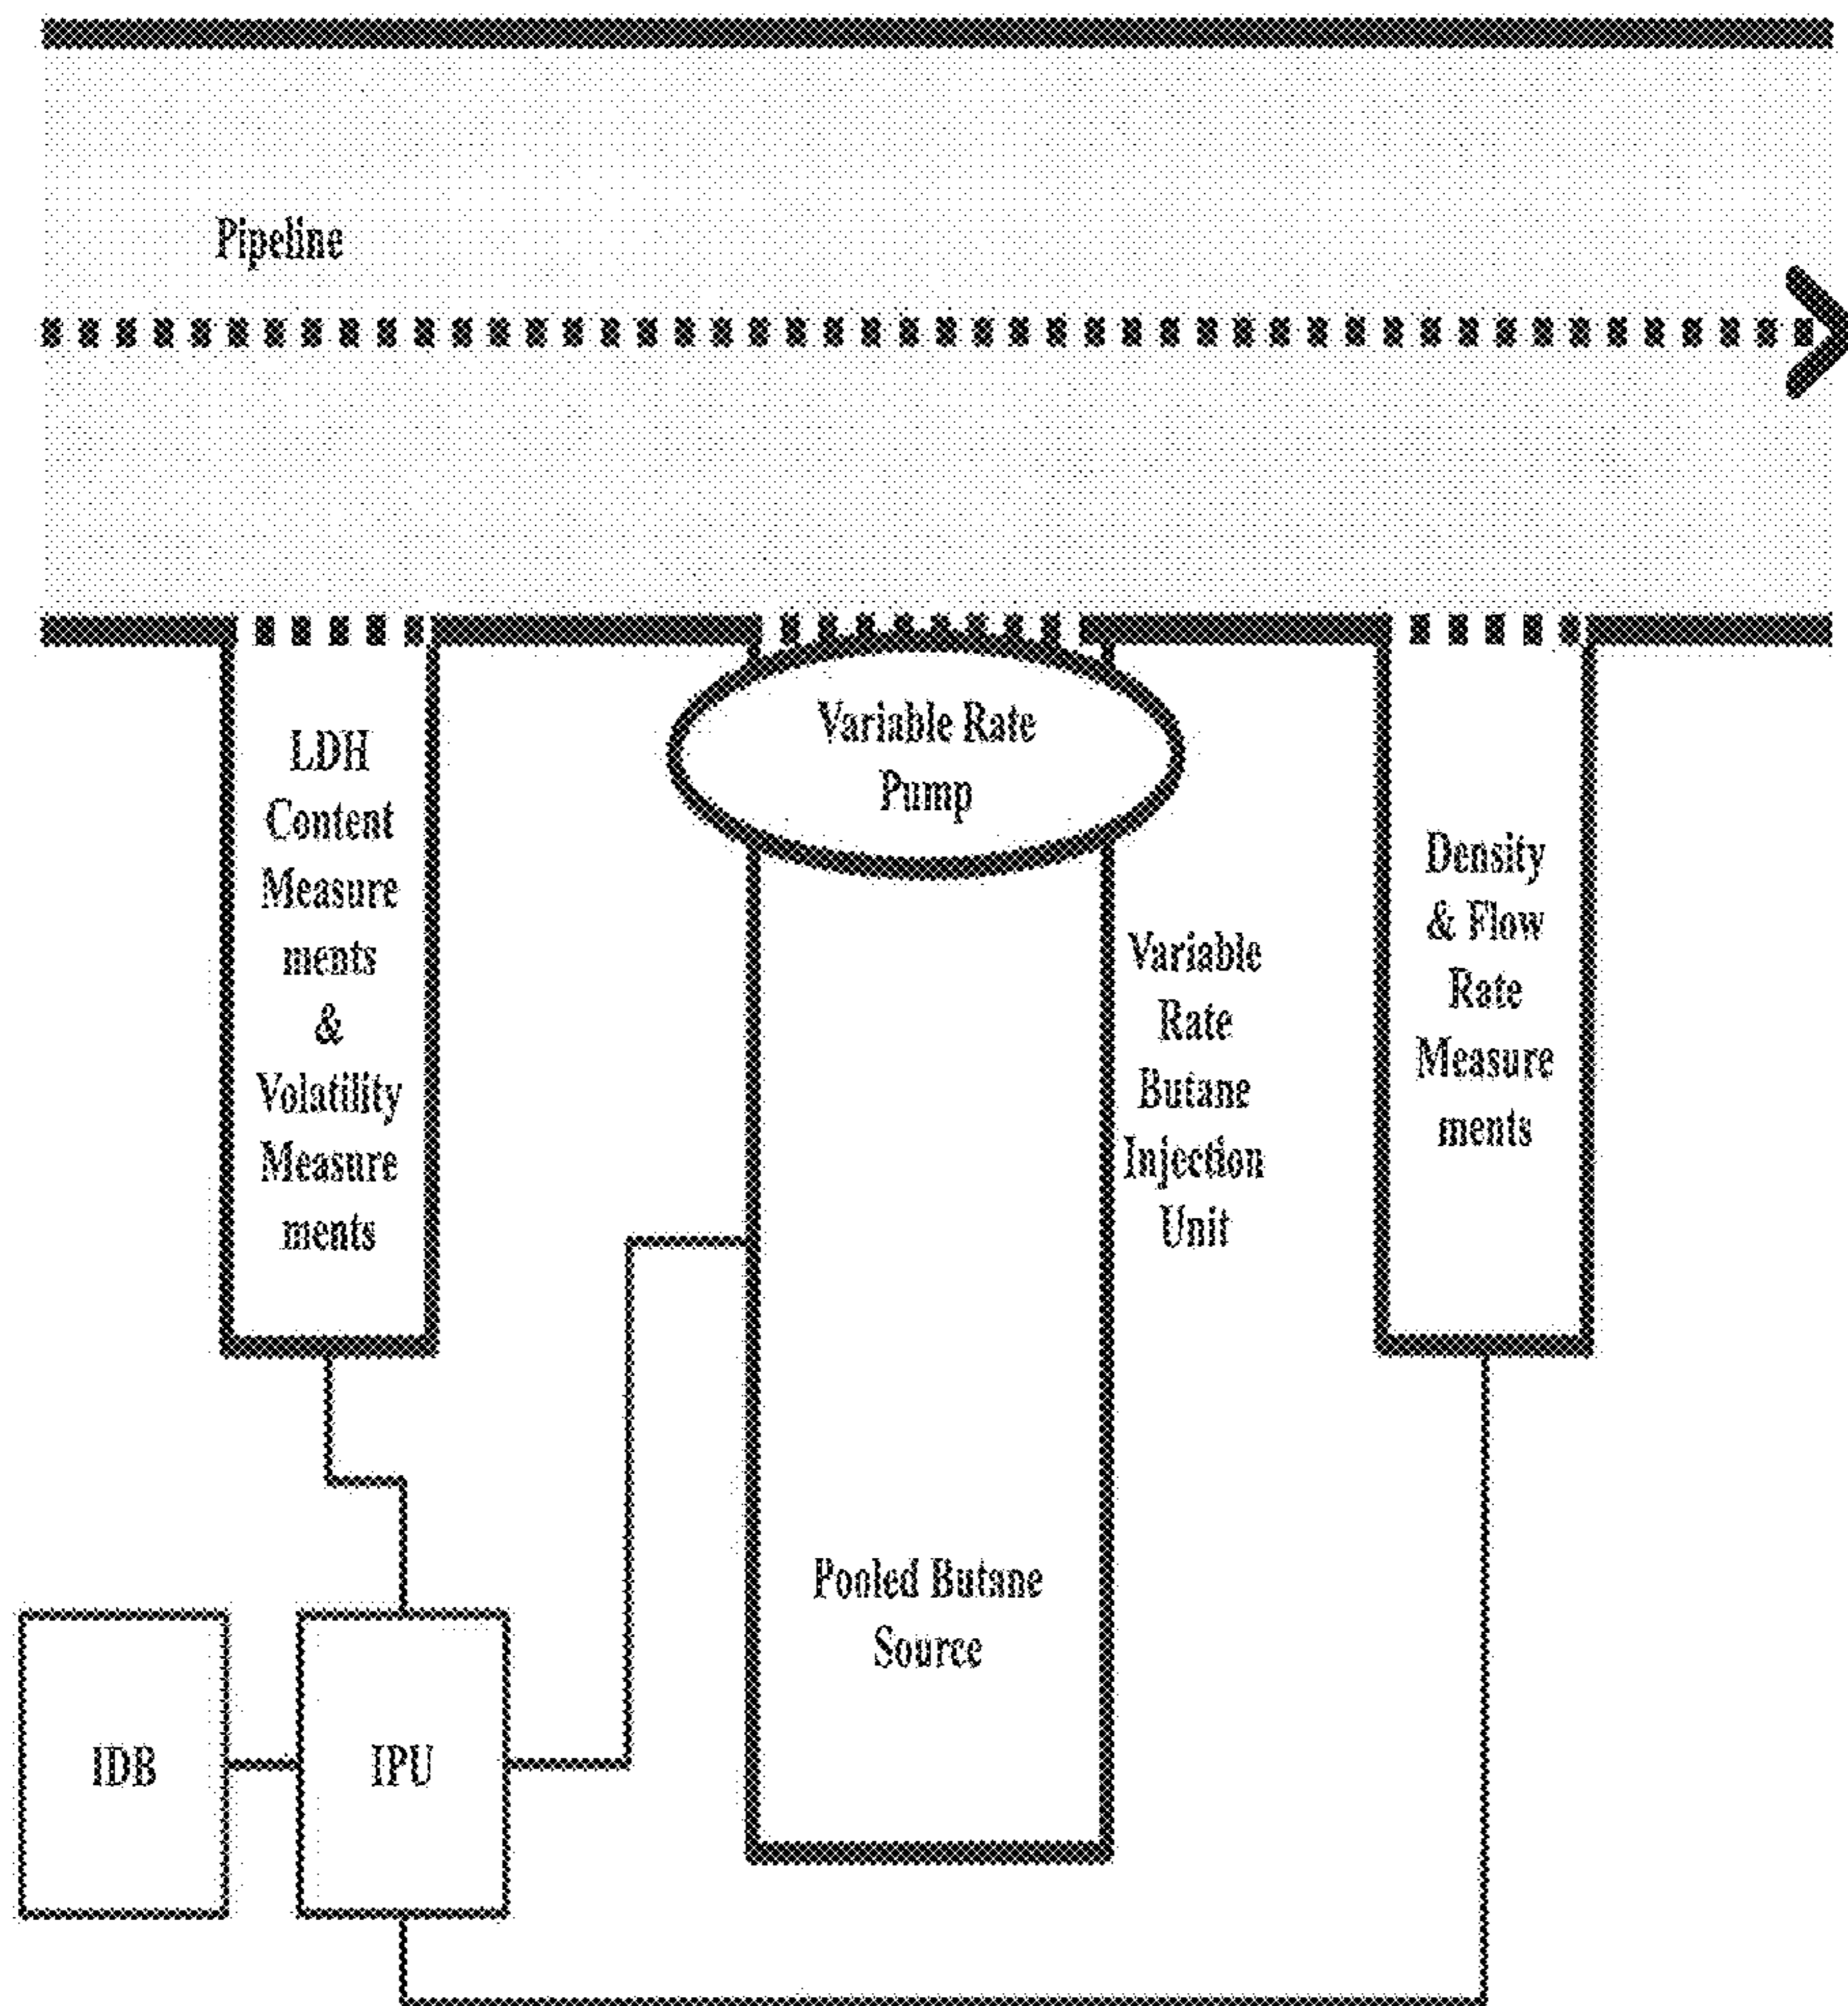 Pipeline
Variable Rate
Pump
LDH
Content
Measure
ments
&
Volatility
Measure
ments
Variable
Rate
Butane
Injection
Unit
Density
& Flow
Rate
Measure
ments
Pooled Butane
Source
IDB
IPU